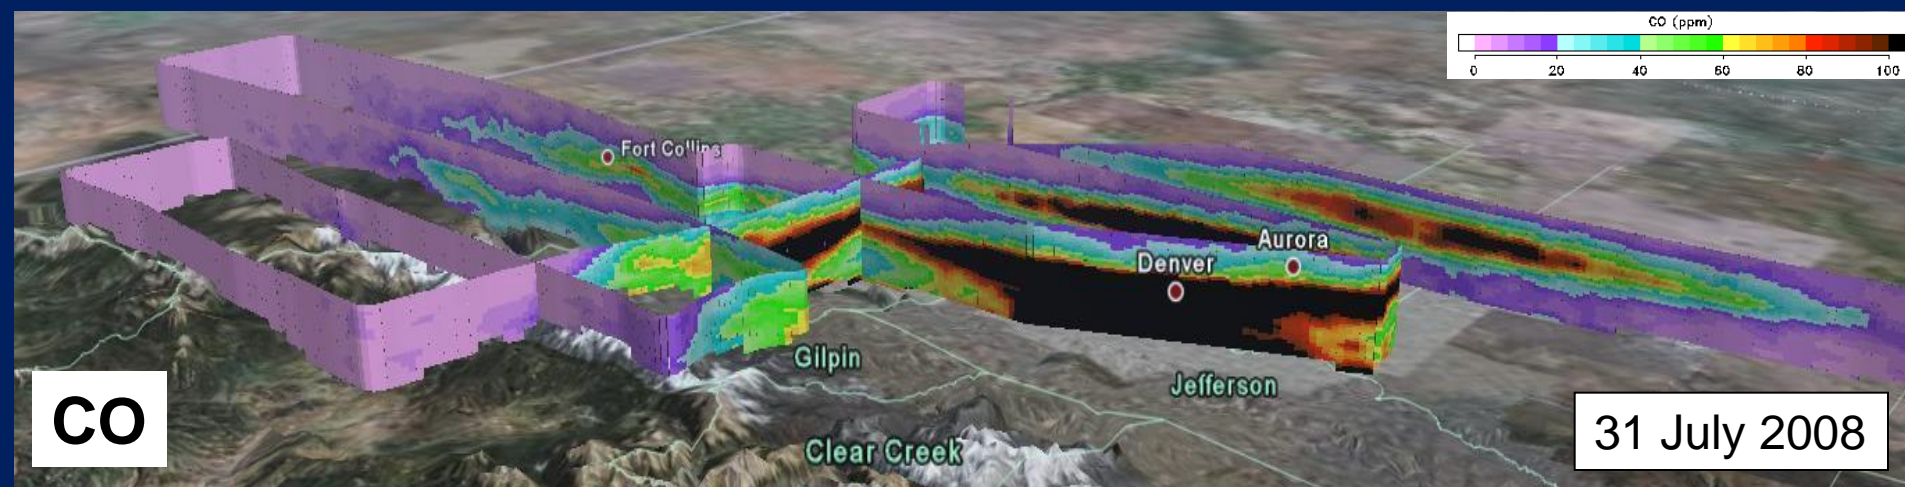 CO (ppm)
0 20 40 60 80 100
Fort Collins
Aurora
Denver
Gilpin
Jefferson
Clear Creek
CO
31 July 2008